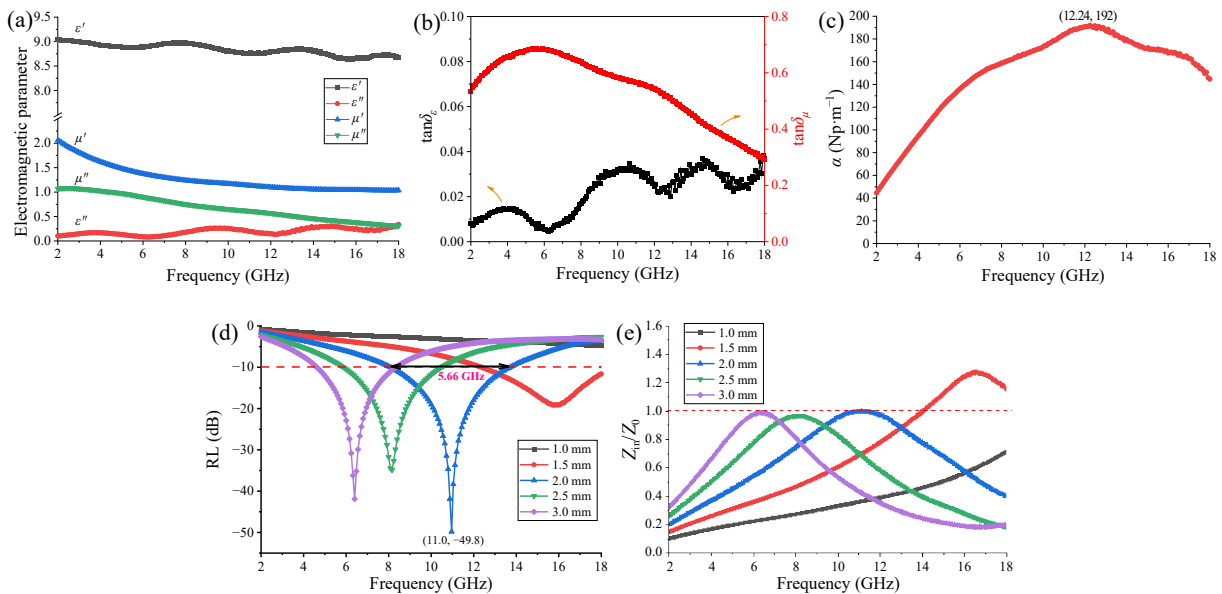 (a)
9.5
9.0
8.5
8.0
2.0
1.5
1.0
0.5
0.0
ε′
μ′
μ″
ε″
ε′
ε″
μ′
μ″
2 4 6 8 10 12 14 16 18
Frequency (GHz)
Electromagnetic parameter
(b)
0.10
0.08
0.06
0.04
0.02
0.00
tanδε
0.8
0.6
0.4
0.2
0.0
tanδμ
2 4 6 8 10 12 14 16 18
Frequency (GHz)
(c)
(12.24, 192)
200
180
160
140
120
100
80
60
40
20
0
α (Np·m⁻¹)
2 4 6 8 10 12 14 16 18
Frequency (GHz)
(d)
0
−10
−20
−30
−40
−50
RL (dB)
5.66 GHz
1.0 mm
1.5 mm
2.0 mm
2.5 mm
3.0 mm
(11.0, −49.8)
2 4 6 8 10 12 14 16 18
Frequency (GHz)
(e)
1.6
1.4
1.2
1.0
0.8
0.6
0.4
0.2
0.0
Zin/Z0
1.0 mm
1.5 mm
2.0 mm
2.5 mm
3.0 mm
2 4 6 8 10 12 14 16 18
Frequency (GHz)